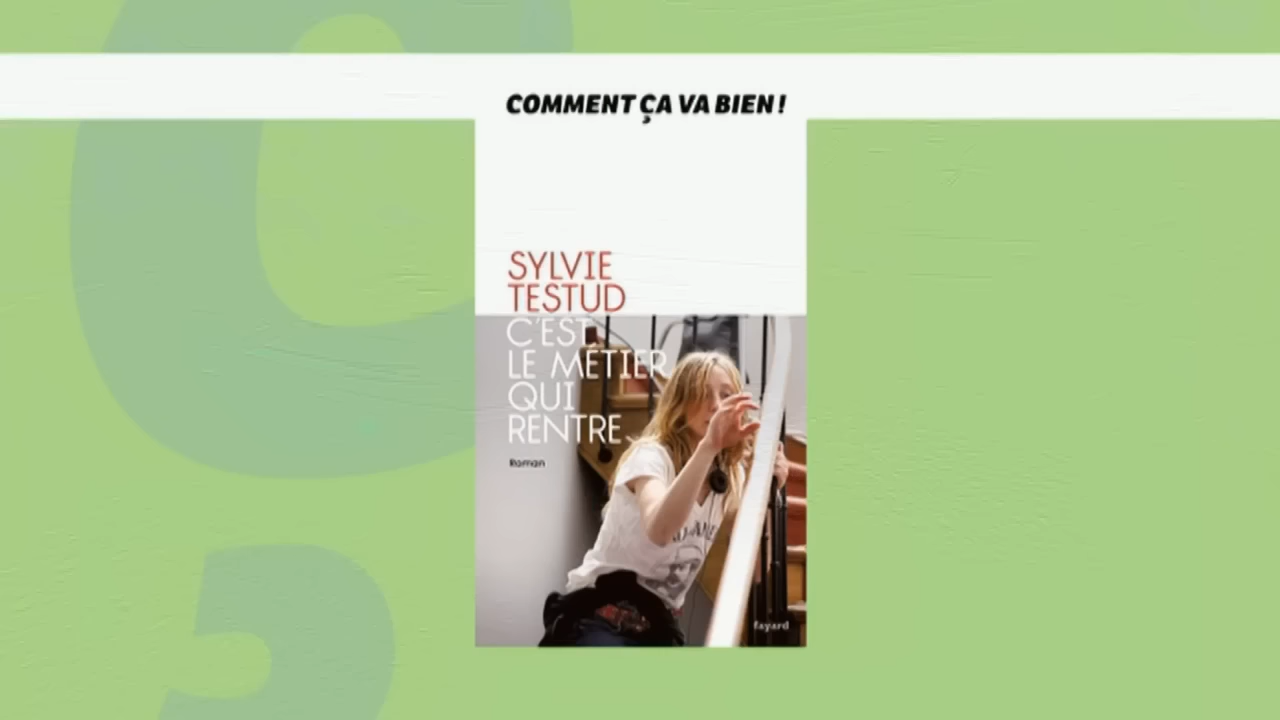 COMMENT ÇA VA BIEN !
SYLVIE
TESTUD
C'EST
LE MÉTIER
QUI
RENTRE
Roman
fayard